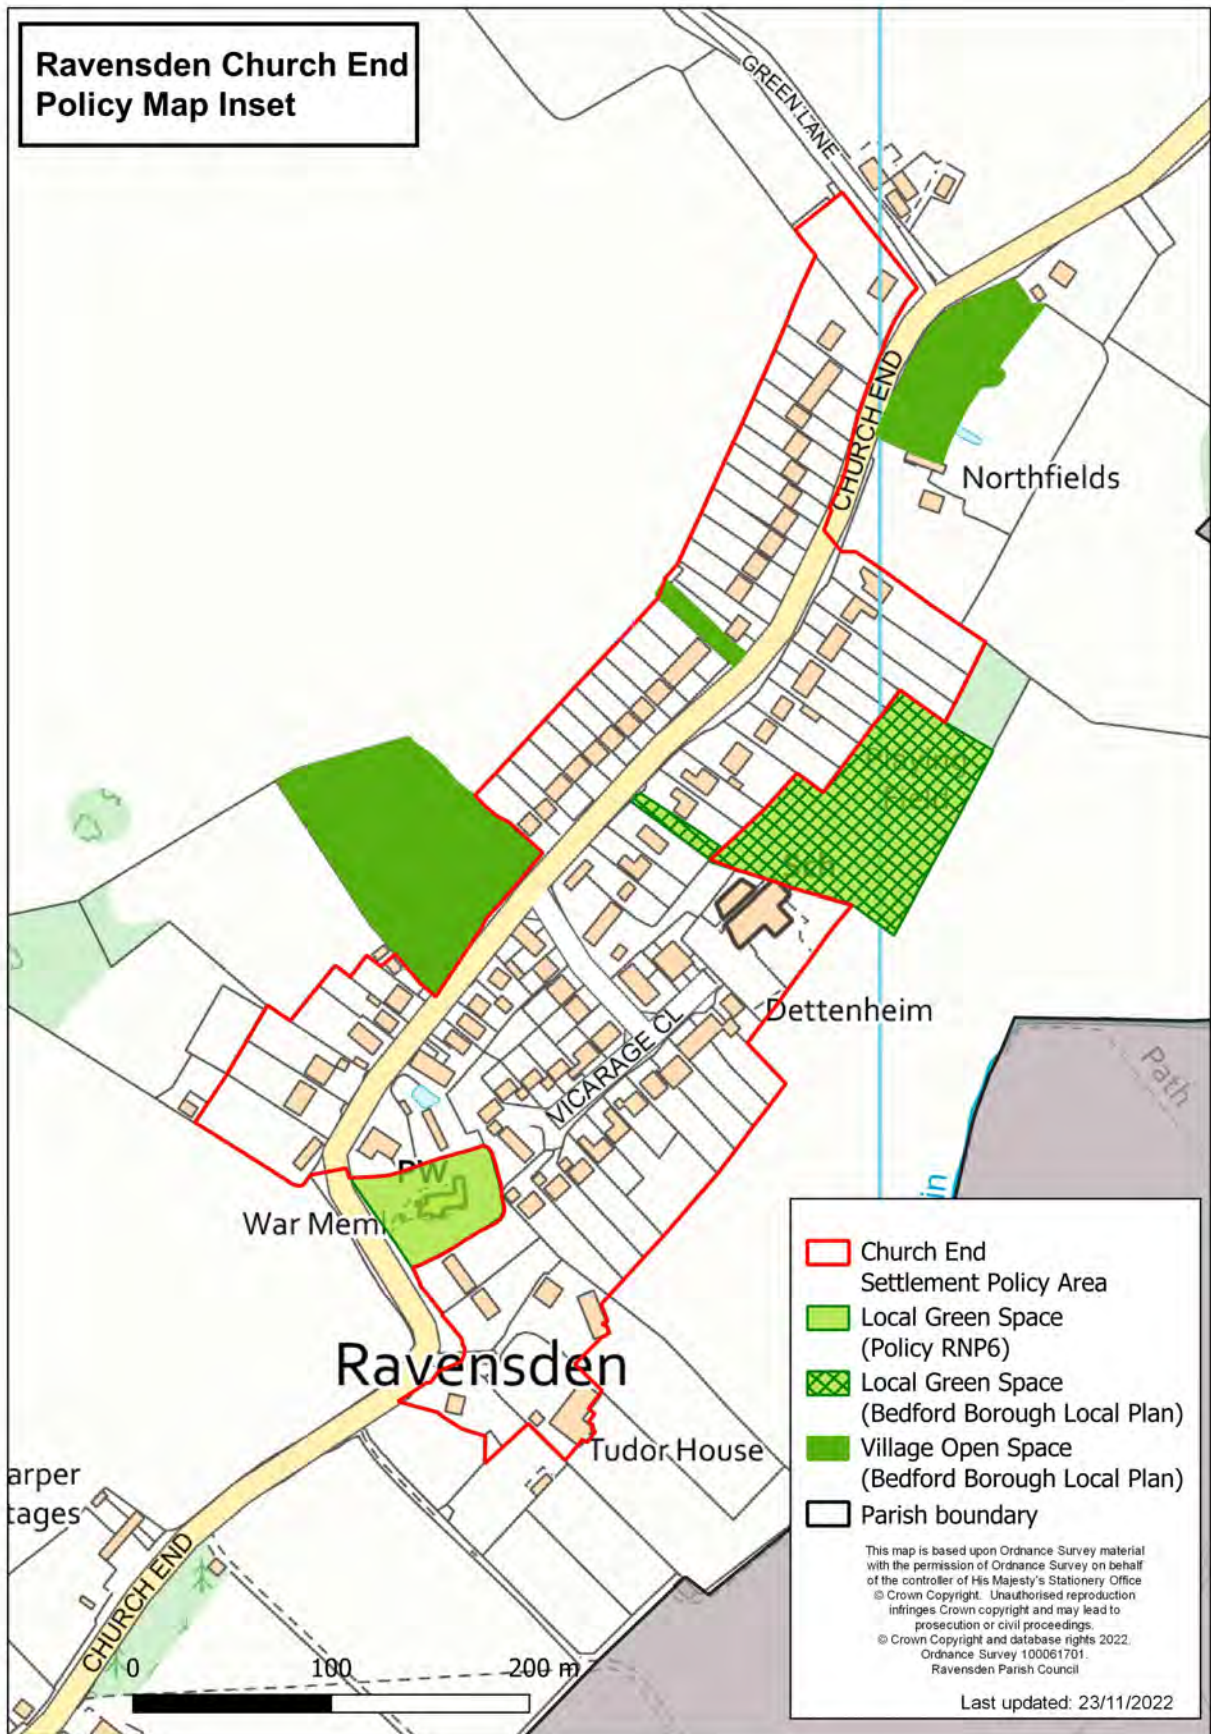 Ravensden Church End
Policy Map Inset
GREEN LANE
CHURCH END
Northfields
Playing
Field
Sch
Dettenheim
VICARAGE CL
Path
PW
War Meml
in
Ravensden
Tudor House
arper
tages
CHURCH END
0 100 200 m
Church End
Settlement Policy Area
Local Green Space
(Policy RNP6)
Local Green Space
(Bedford Borough Local Plan)
Village Open Space
(Bedford Borough Local Plan)
Parish boundary
This map is based upon Ordnance Survey material
with the permission of Ordnance Survey on behalf
of the controller of His Majesty's Stationery Office
© Crown Copyright. Unauthorised reproduction
infringes Crown copyright and may lead to
prosecution or civil proceedings.
© Crown Copyright and database rights 2022.
Ordnance Survey 100061701.
Ravensden Parish Council
Last updated: 23/11/2022